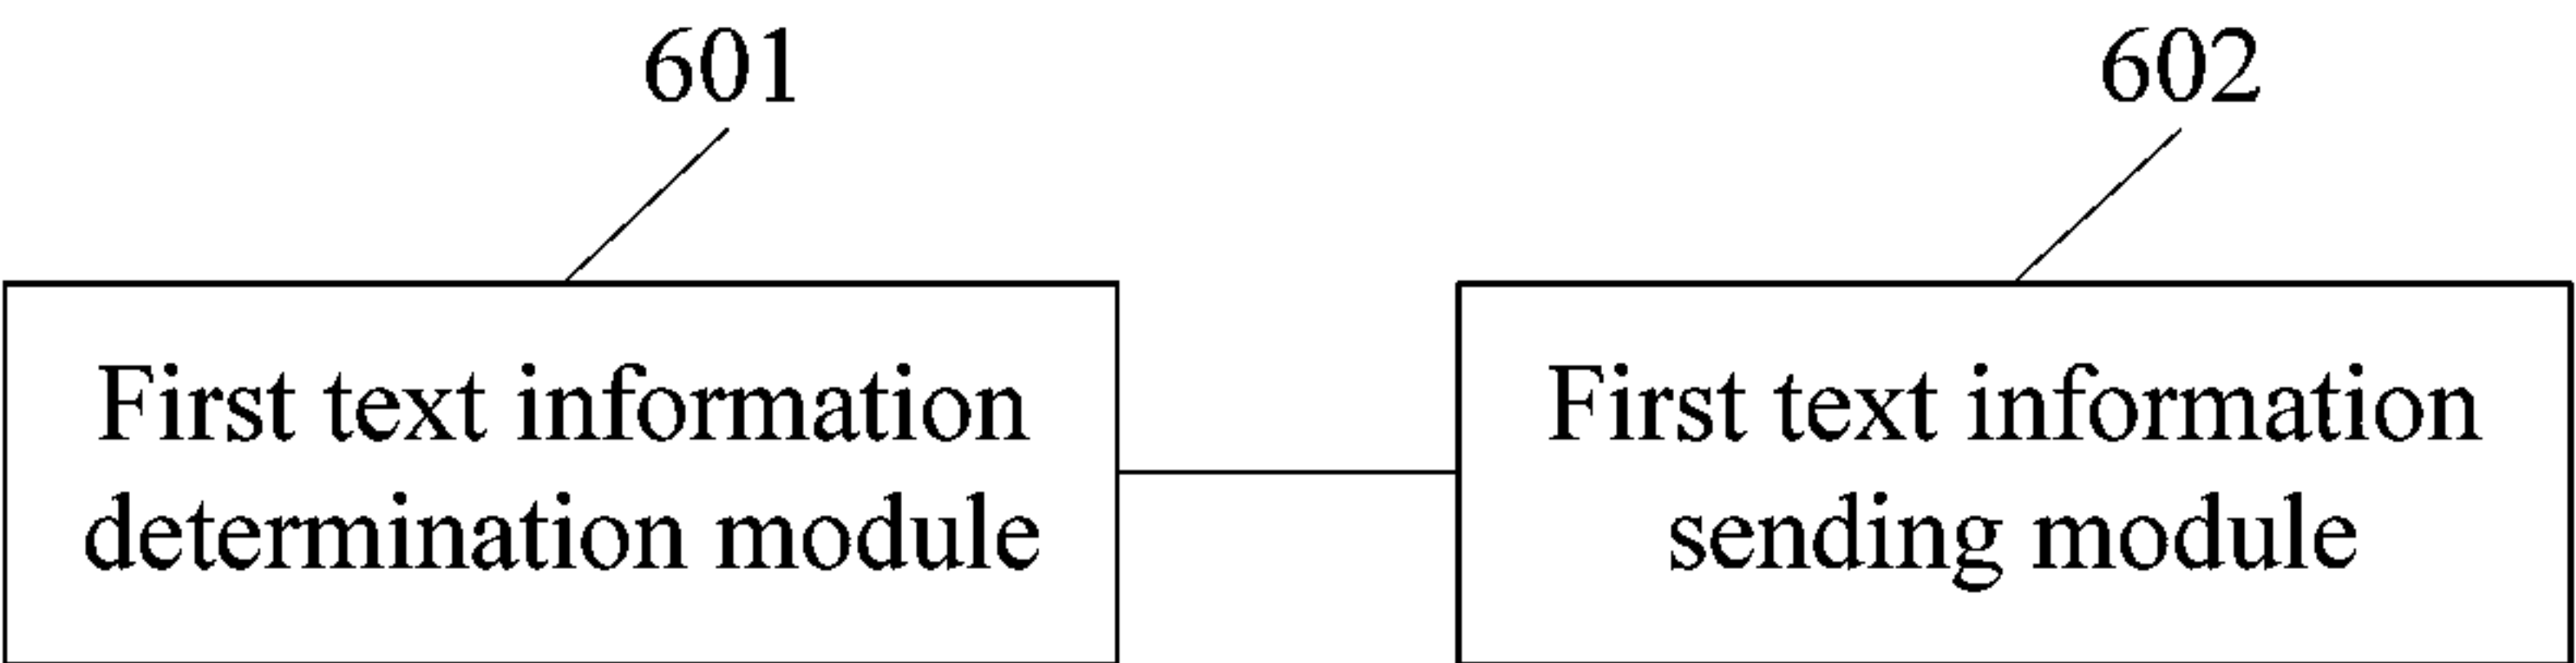 601
602
First text information
determination module
First text information
sending module